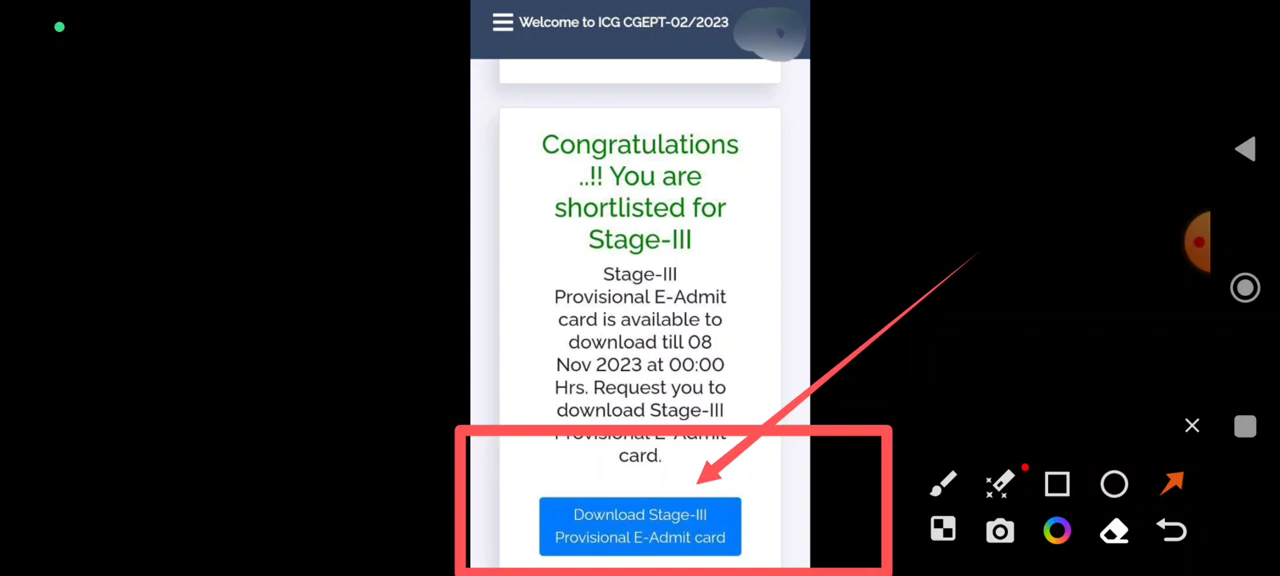 Welcome to ICG CGEPT-02/2023
Congratulations
..!! You are
shortlisted for
Stage-III
Stage-III
Provisional E-Admit
card is available to
download till 08
Nov 2023 at 00:00
Hrs. Request you to
download Stage-III
Provisional E-Admit
card.
Download Stage-III
Provisional E-Admit card